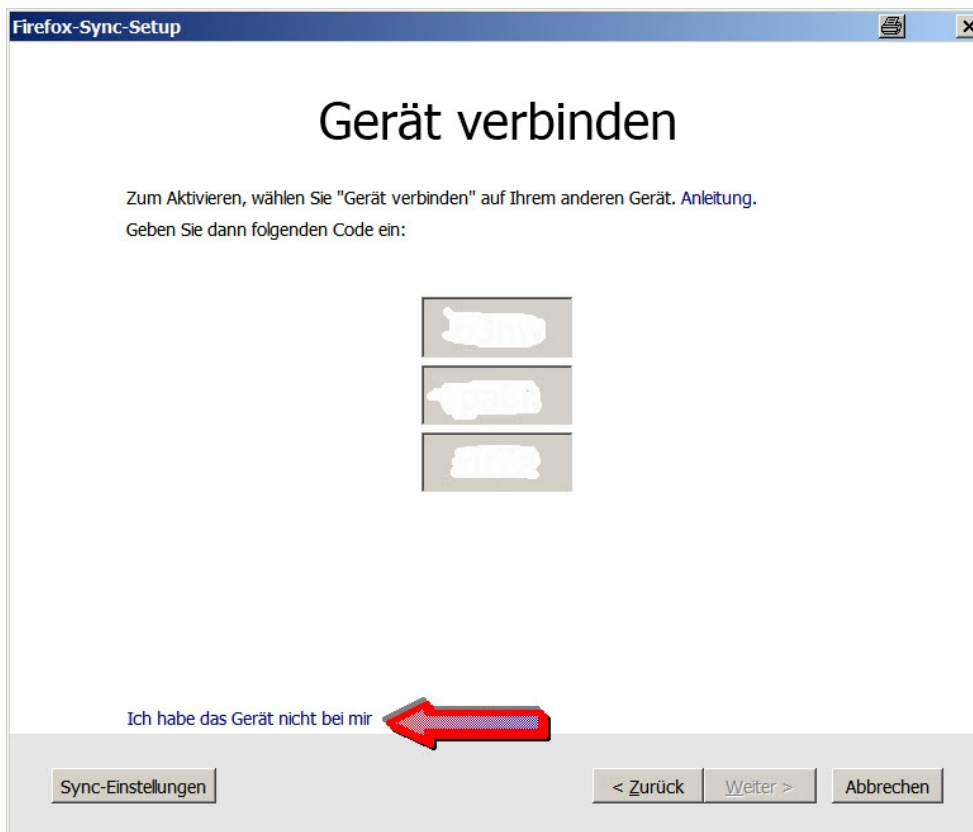 Firefox-Sync-Setup
Gerät verbinden
Zum Aktivieren, wählen Sie "Gerät verbinden" auf Ihrem anderen Gerät. Anleitung.
Geben Sie dann folgenden Code ein:
Ich habe das Gerät nicht bei mir
Sync-Einstellungen
< Zurück
Weiter >
Abbrechen